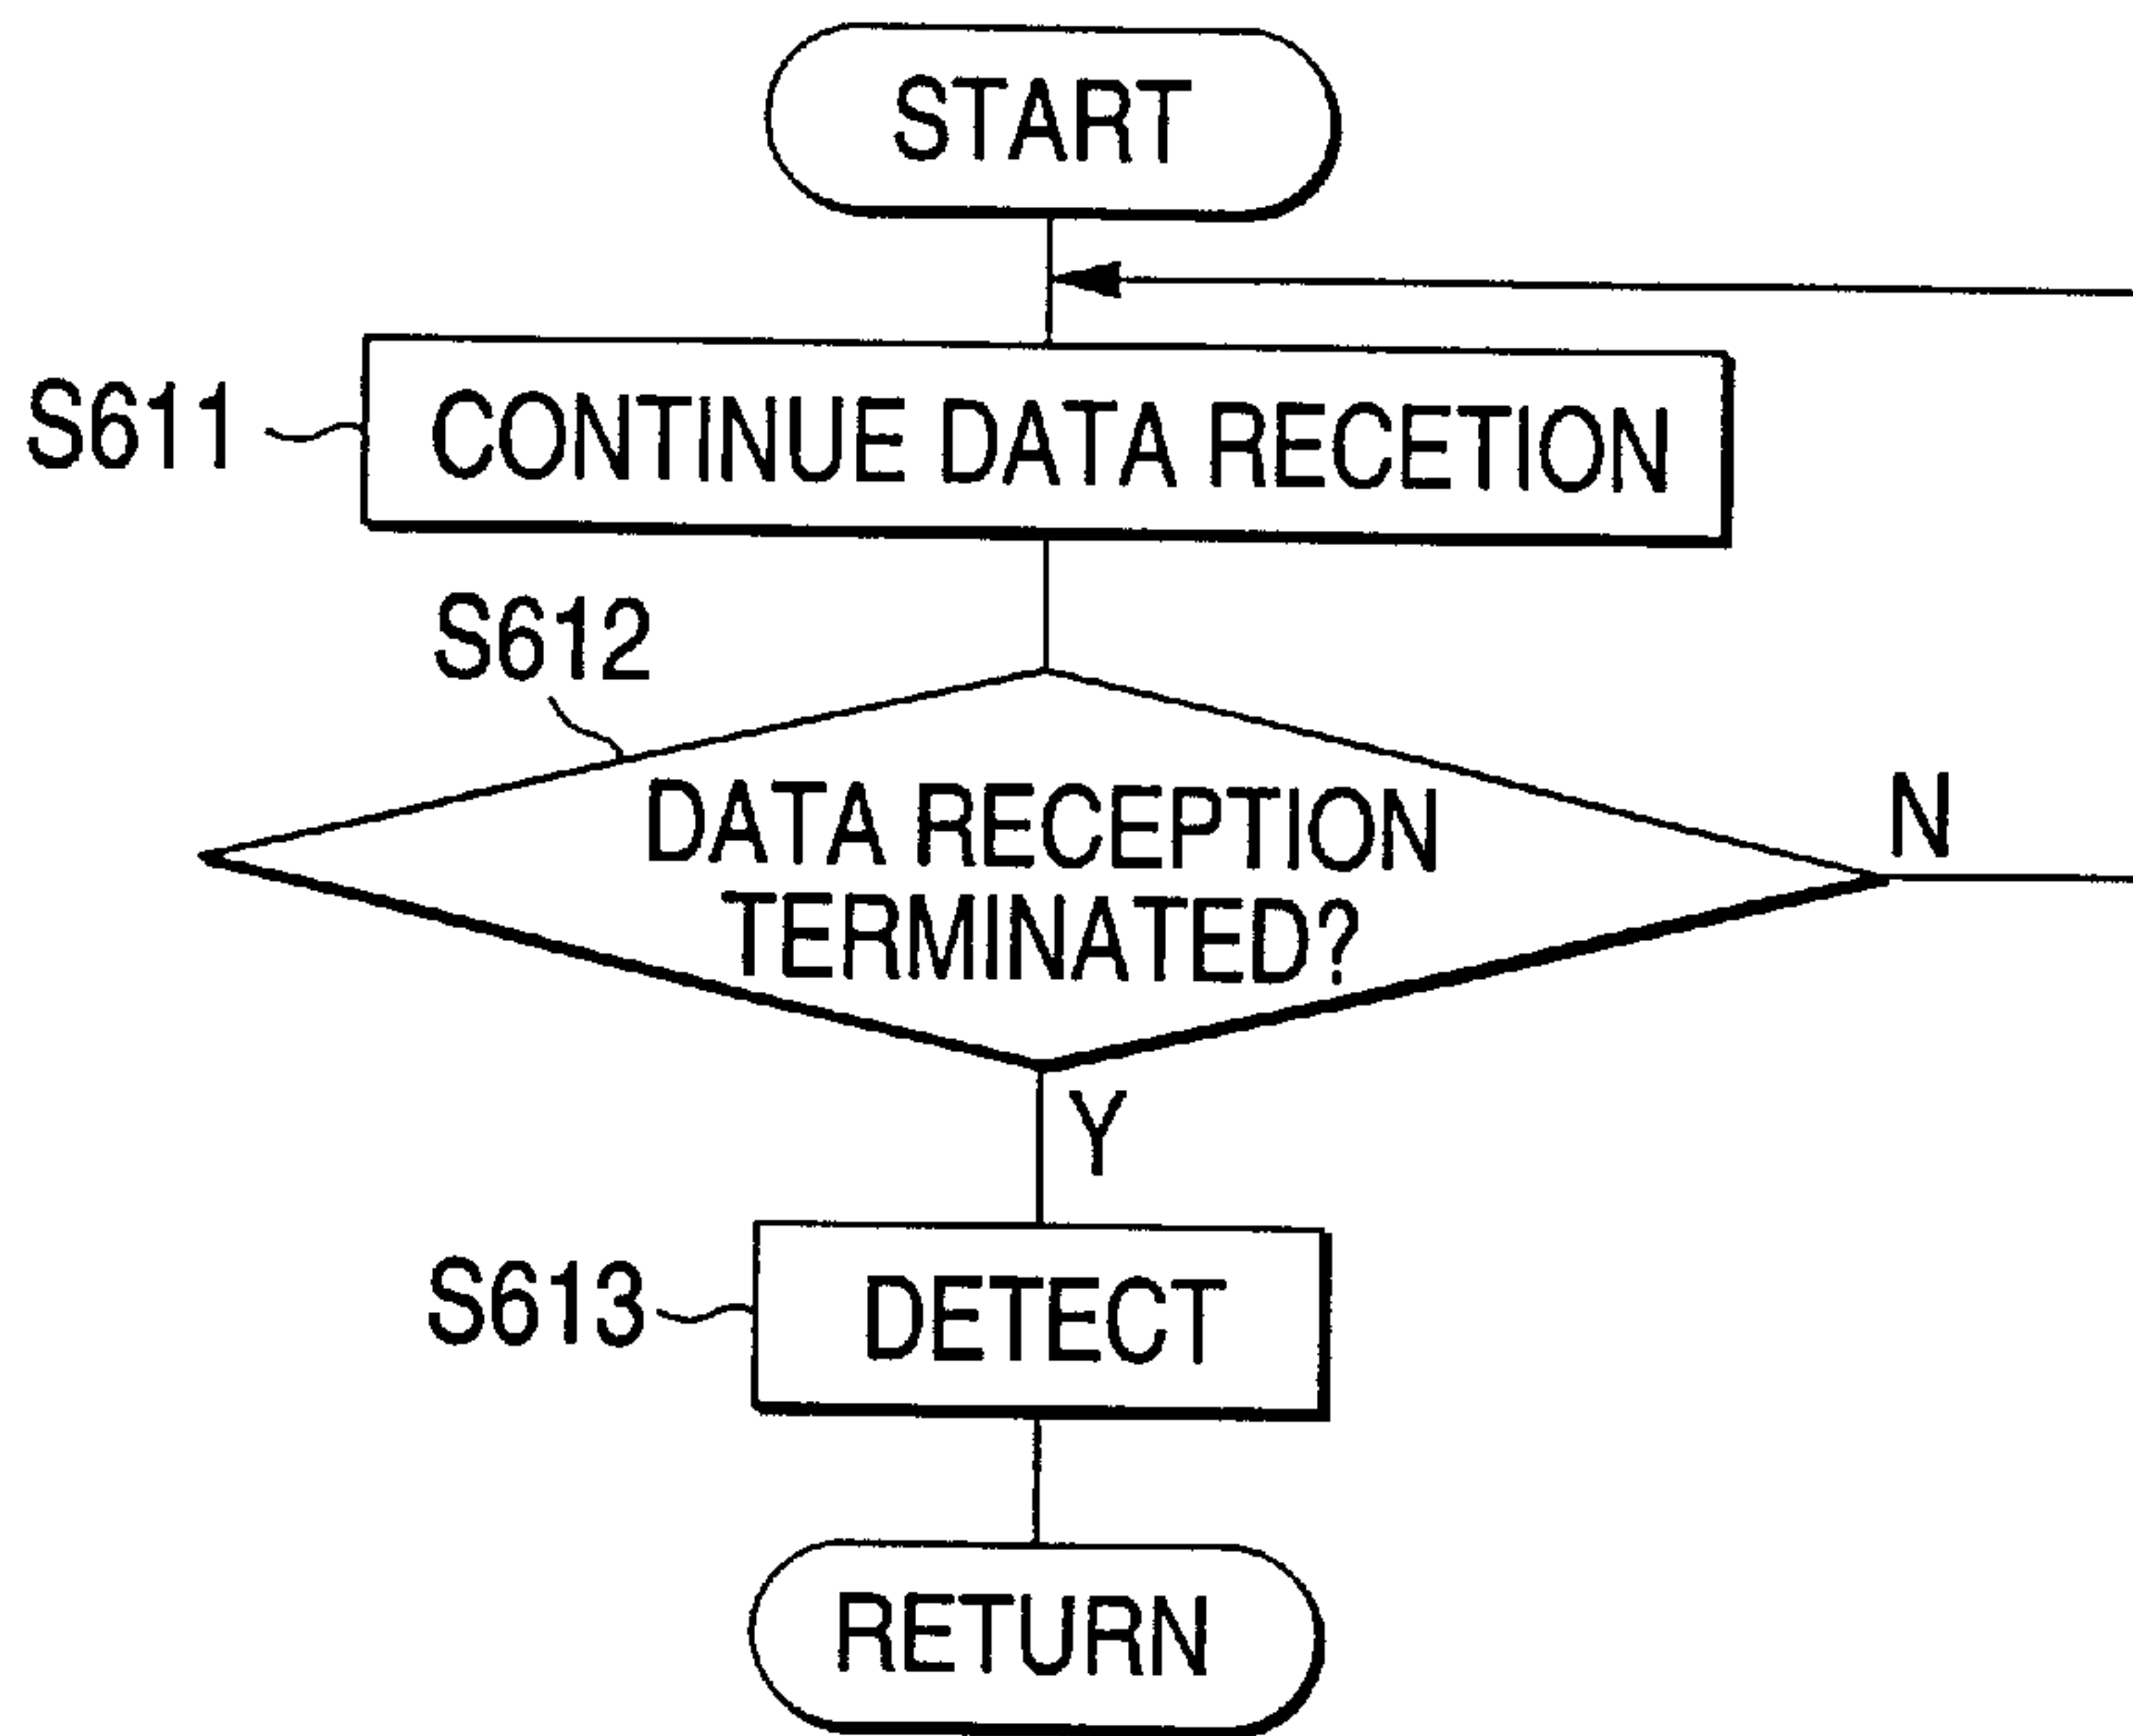 START
S611
CONTINUE DATA RECETION
S612
DATA RECEPTION
TERMINATED?
N
Y
S613
DETECT
RETURN